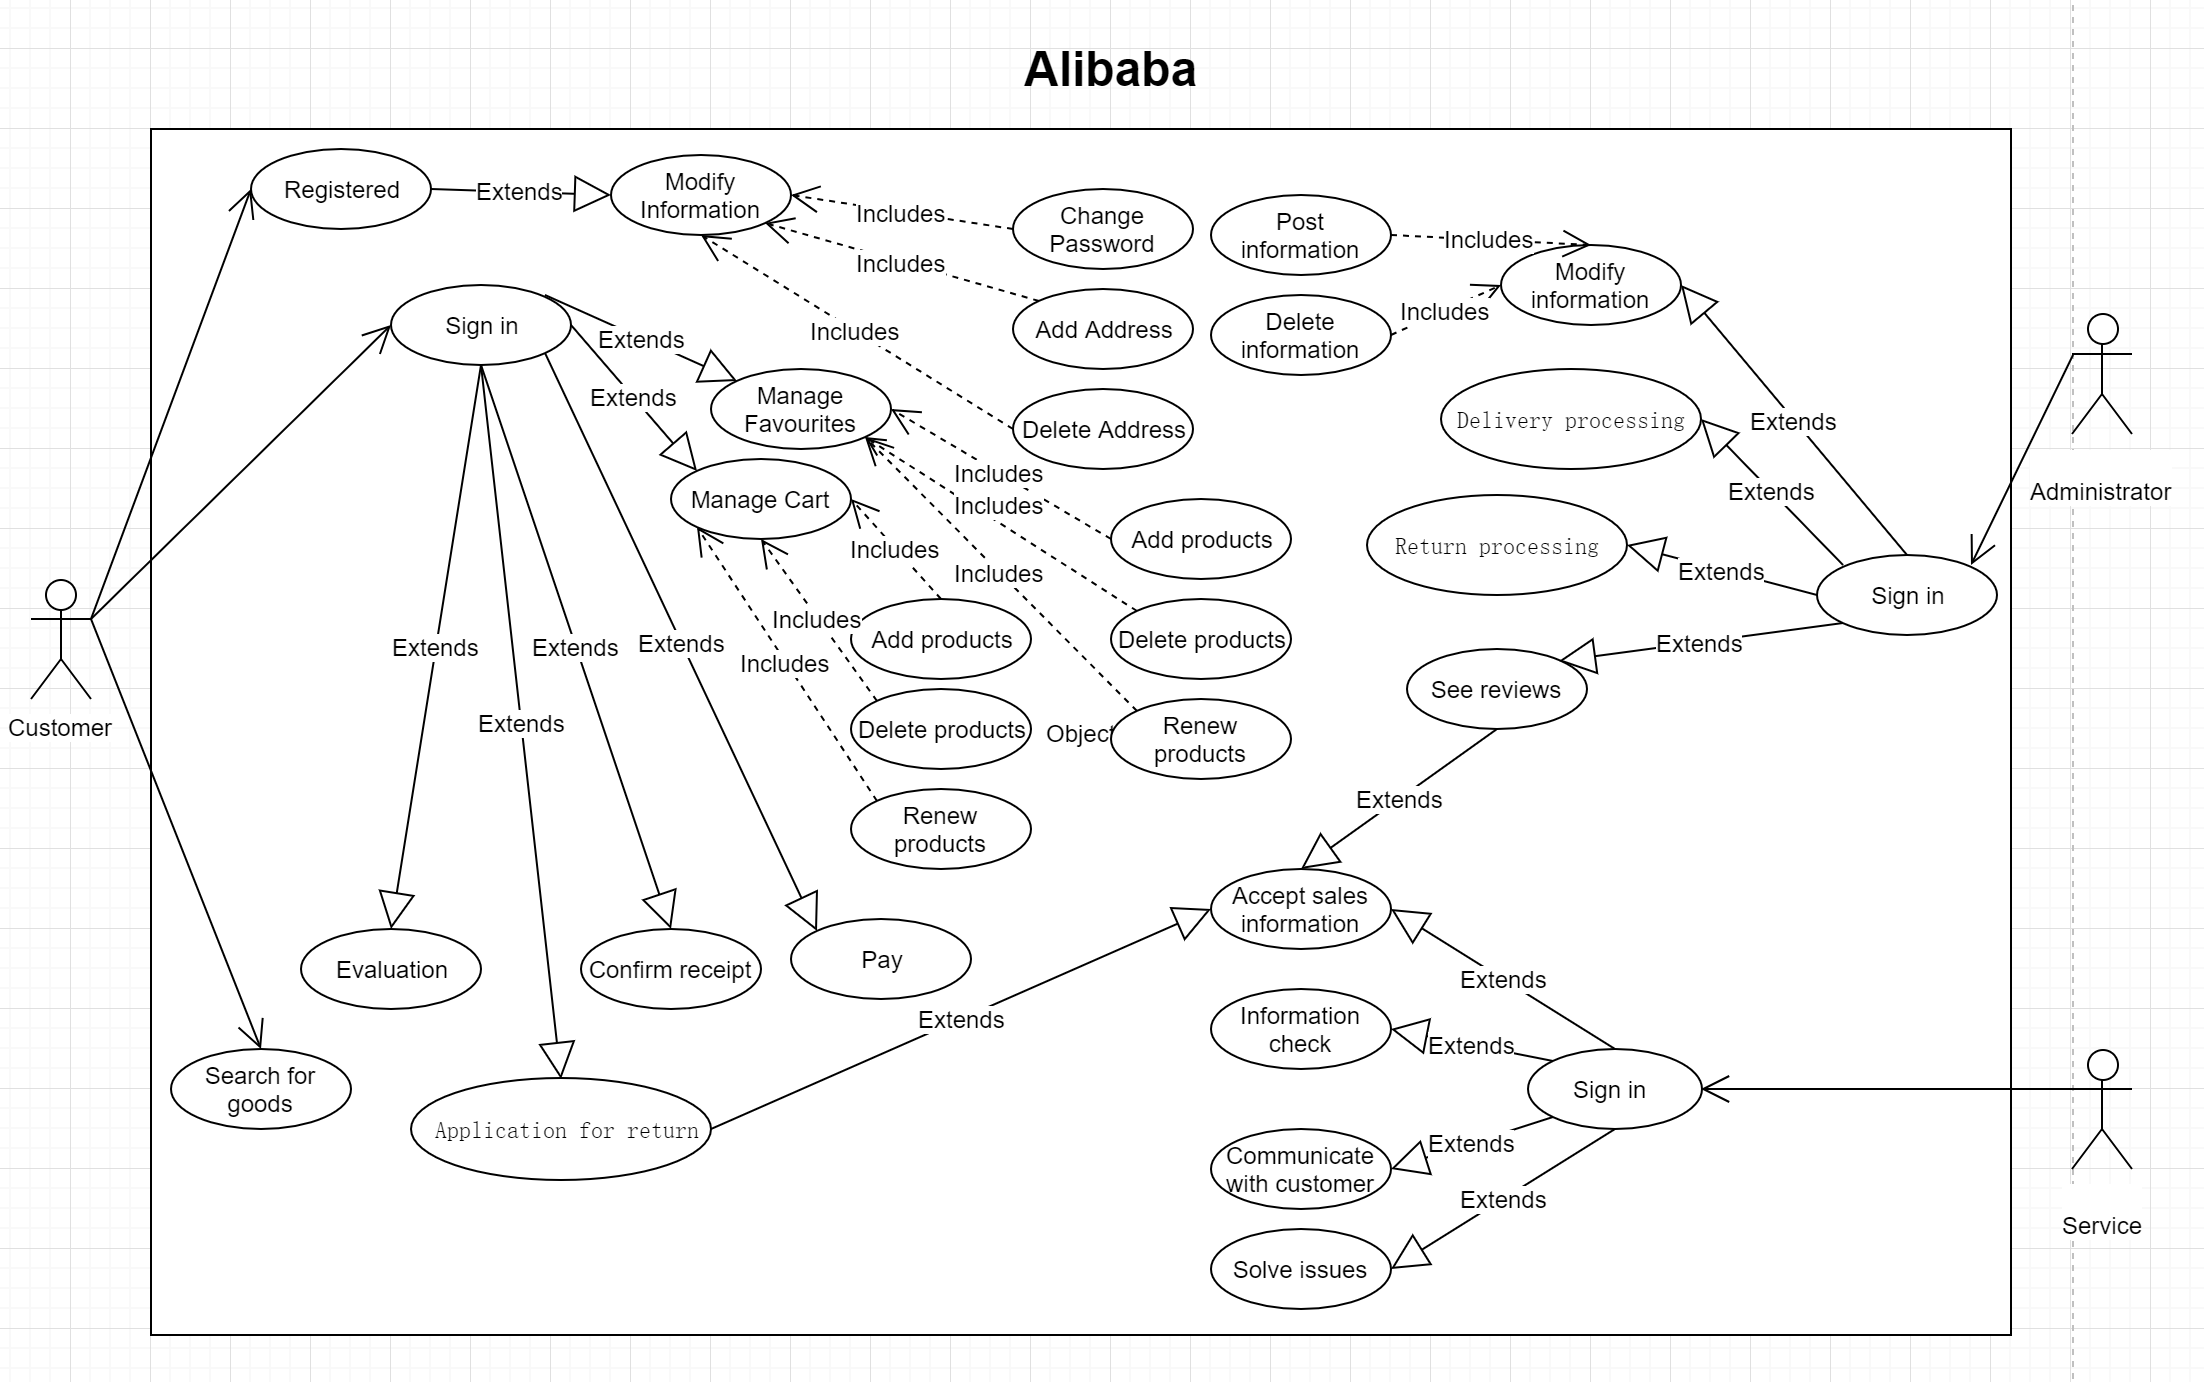 Alibaba
Registered
Extends
Modify
Information
Includes
Change
Password
Post
information
Includes
Modify
information
Includes
Add Address
Delete
information
Includes
Sign in
Extends
Includes
Extends
Manage
Favourites
Delete Address
Delivery processing
Extends
Extends
Administrator
Manage Cart
Includes
Includes
Includes
Includes
Add products
Return processing
Extends
Sign in
Includes
Includes
Add products
Delete products
Extends
See reviews
Customer
Extends
Extends
Extends
Extends
Delete products
Objec
Renew
products
Renew
products
Extends
Accept sales
information
Evaluation
Confirm receipt
Pay
Extends
Extends
Information
check
Extends
Search for
goods
Application for return
Sign in
Communicate
with customer
Extends
Extends
Solve issues
Service